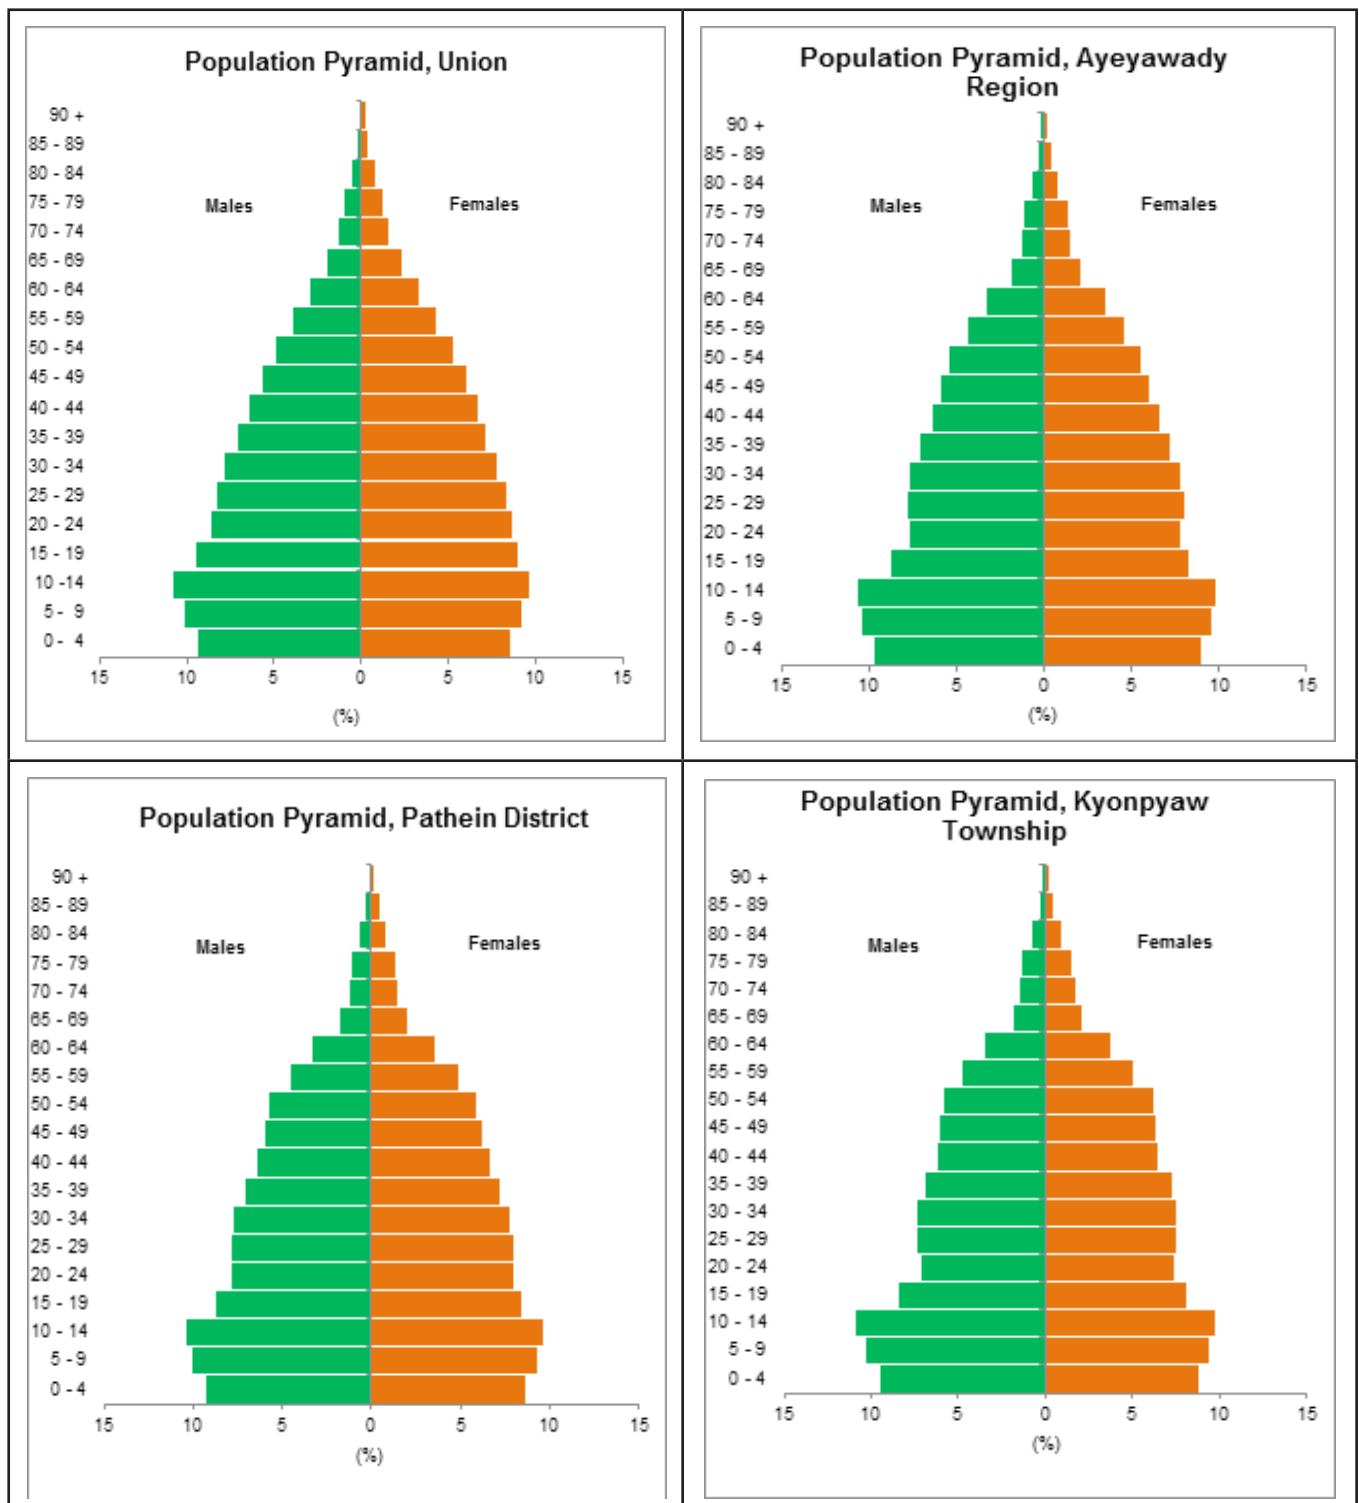 Population Pyramid, Union
90 +
85 - 89
80 - 84
75 - 79
70 - 74
65 - 69
60 - 64
55 - 59
50 - 54
45 - 49
40 - 44
35 - 39
30 - 34
25 - 29
20 - 24
15 - 19
10 -14
5 - 9
0 - 4
Males
Females
15 10 5 0 5 10 15
(%)
Population Pyramid, Ayeyawady
Region
90 +
85 - 89
80 - 84
75 - 79
70 - 74
65 - 69
60 - 64
55 - 59
50 - 54
45 - 49
40 - 44
35 - 39
30 - 34
25 - 29
20 - 24
15 - 19
10 - 14
5 - 9
0 - 4
Males
Females
15 10 5 0 5 10 15
(%)
Population Pyramid, Pathein District
90 +
85 - 89
80 - 84
75 - 79
70 - 74
65 - 69
60 - 64
55 - 59
50 - 54
45 - 49
40 - 44
35 - 39
30 - 34
25 - 29
20 - 24
15 - 19
10 - 14
5 - 9
0 - 4
Males
Females
15 10 5 0 5 10 15
(%)
Population Pyramid, Kyonpyaw
Township
90 +
85 - 89
80 - 84
75 - 79
70 - 74
65 - 69
60 - 64
55 - 59
50 - 54
45 - 49
40 - 44
35 - 39
30 - 34
25 - 29
20 - 24
15 - 19
10 - 14
5 - 9
0 - 4
Males
Females
15 10 5 0 5 10 15
(%)